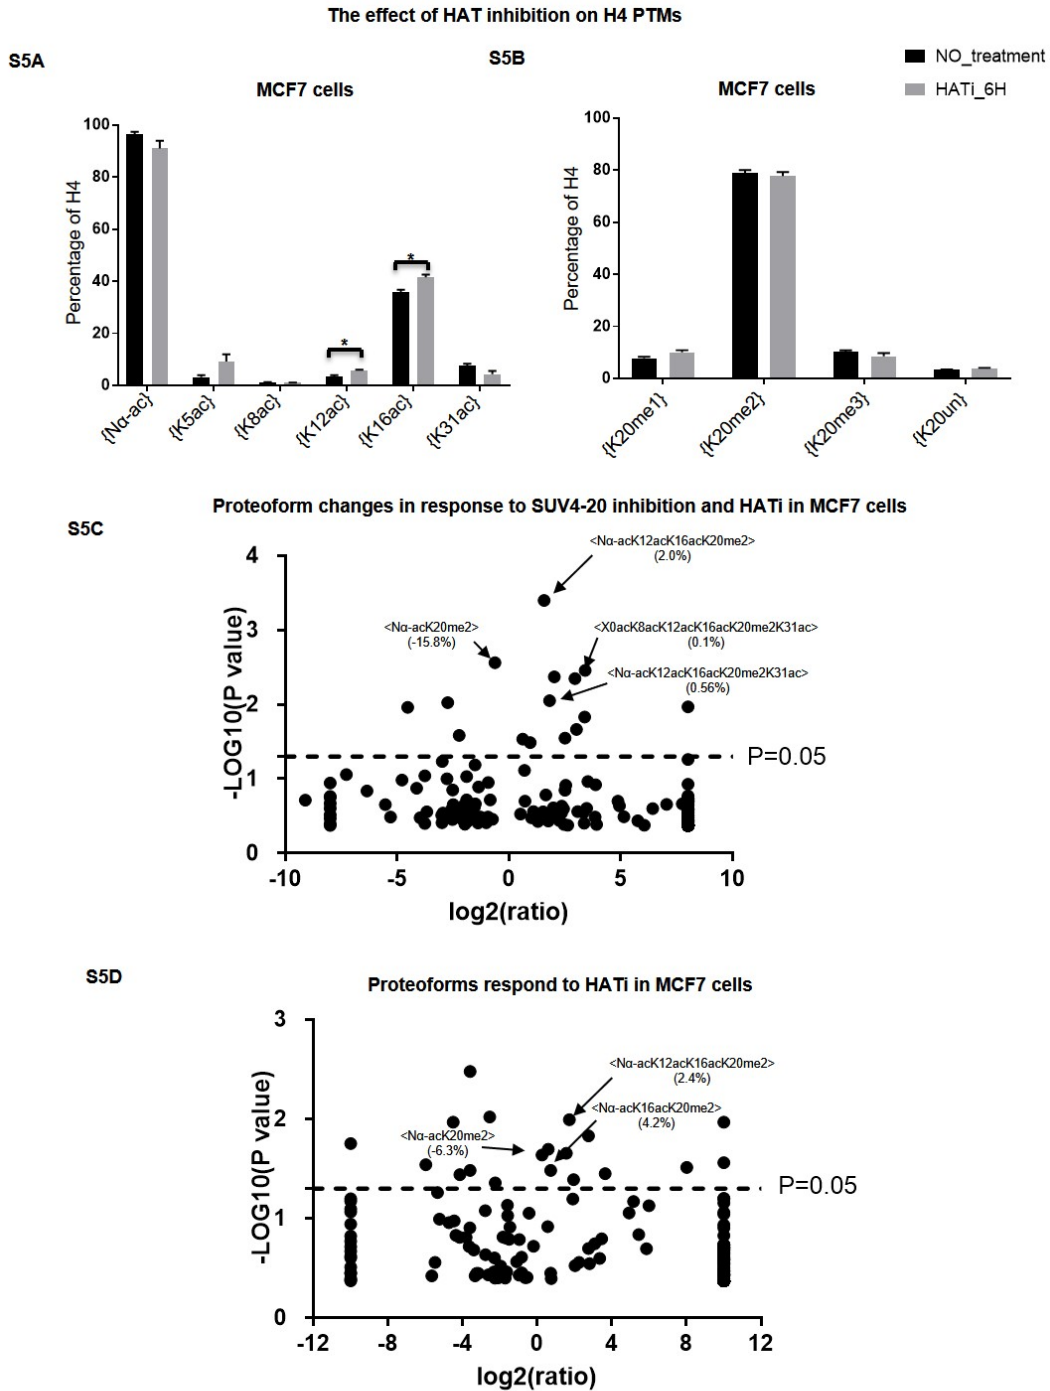 The effect of HAT inhibition on H4 PTMs
S5A
S5B
NO_treatment
HATi_6H
MCF7 cells
Percentage of H4
100
80
60
40
20
0
*
*
{Nα-ac}
{K5ac}
{K8ac}
{K12ac}
{K16ac}
{K31ac}
MCF7 cells
Percentage of H4
100
80
60
40
20
0
{K20me1}
{K20me2}
{K20me3}
{K20un}
Proteoform changes in response to SUV4-20 inhibition and HATi in MCF7 cells
S5C
-LOG10(P value)
4
3
2
1
0
<Nα-acK12acK16acK20me2>
(2.0%)
<Nα-acK20me2>
(-15.8%)
<X0acK8acK12acK16acK20me2K31ac>
(0.1%)
<Nα-acK12acK16acK20me2K31ac>
(0.56%)
P=0.05
-10
-5
0
5
10
log2(ratio)
S5D
Proteoforms respond to HATi in MCF7 cells
-LOG10(P value)
3
2
1
0
<Nα-acK12acK16acK20me2>
(2.4%)
<Nα-acK16acK20me2>
(4.2%)
<Nα-acK20me2>
(-6.3%)
P=0.05
-12
-8
-4
0
4
8
12
log2(ratio)